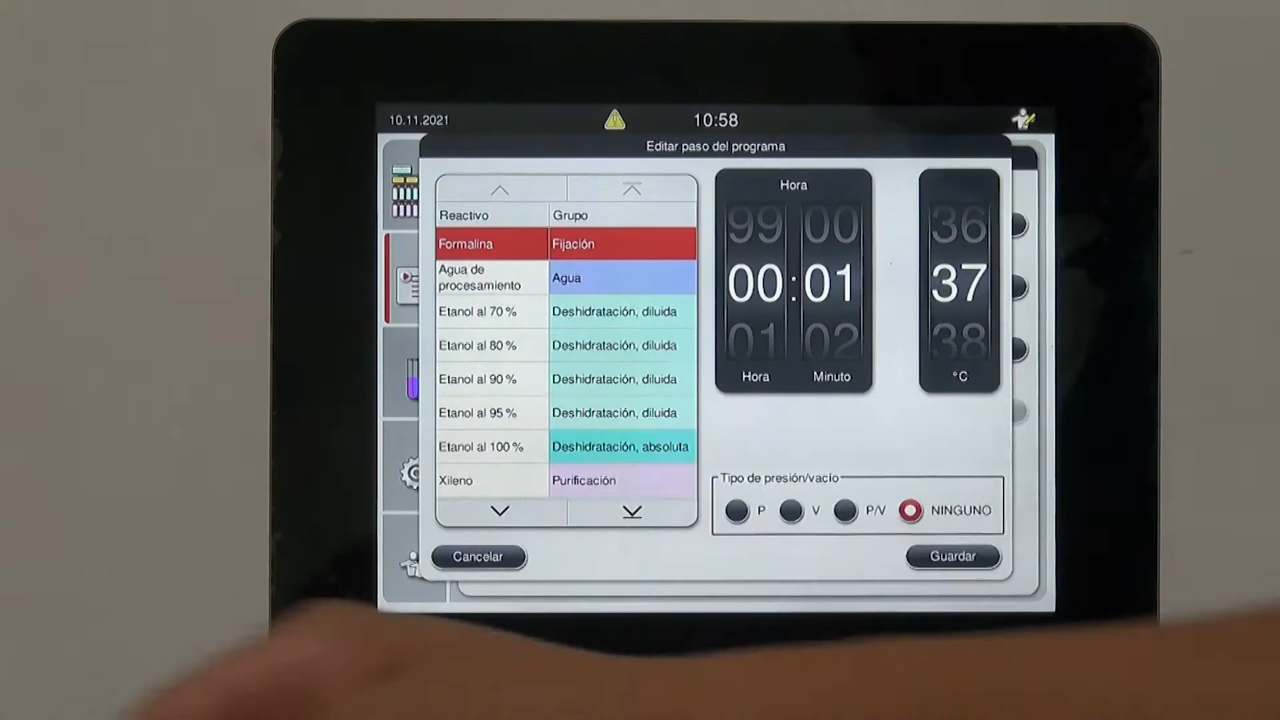 10.11.2021
10:58
Editar paso del programa
Reactivo Grupo
Formalina Fijación
Agua de procesamiento Agua
Etanol al 70 % Deshidratación, diluida
Etanol al 80 % Deshidratación, diluida
Etanol al 90 % Deshidratación, diluida
Etanol al 95 % Deshidratación, diluida
Etanol al 100 % Deshidratación, absoluta
Xileno Purificación
Cancelar
Hora
99 00
00:01
01 02
Hora Minuto
36
37
38
°C
Tipo de presión/vacío
P V P/V NINGUNO
Guardar